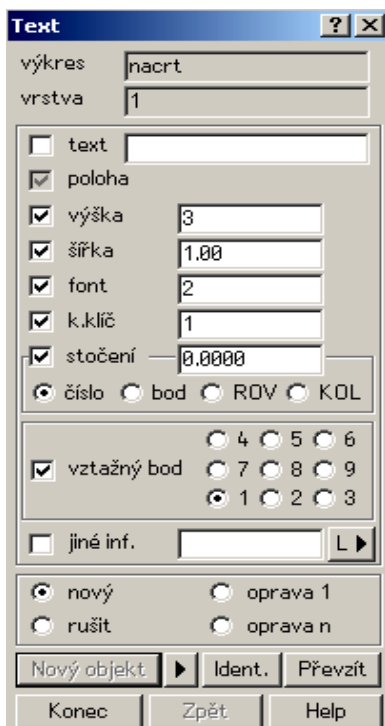 Text ? ×
výkres nacrt
vrstva 1
text
poloha
výška 3
šířka 1.00
font 2
k.klíč 1
stočení 0.0000
číslo bod ROV KOL
4 5 6
vztažný bod 7 8 9
1 2 3
jiné inf. L
nový oprava 1
rušit oprava n
Nový objekt Ident. Převzít
Konec Zpět Help